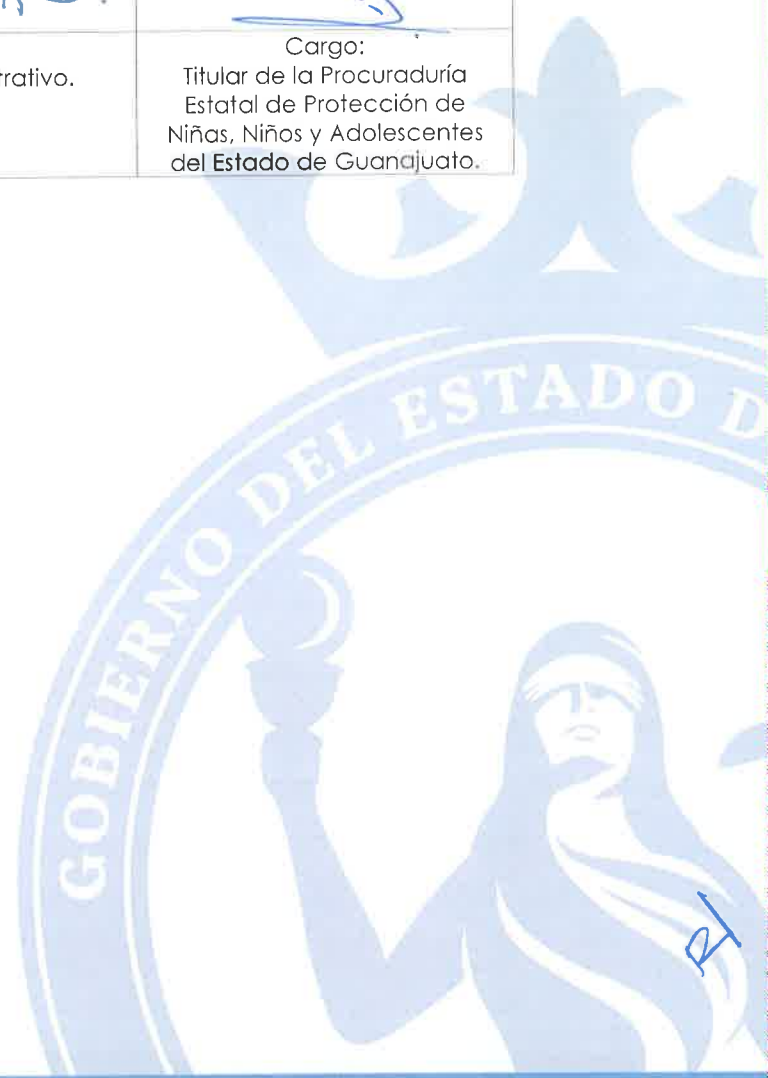 Cargo:
Titular de la Procuraduría
Estatal de Protección de
Niñas, Niños y Adolescentes
del Estado de Guanajuato.
rativo.
GOBIERNO DEL ESTADO D